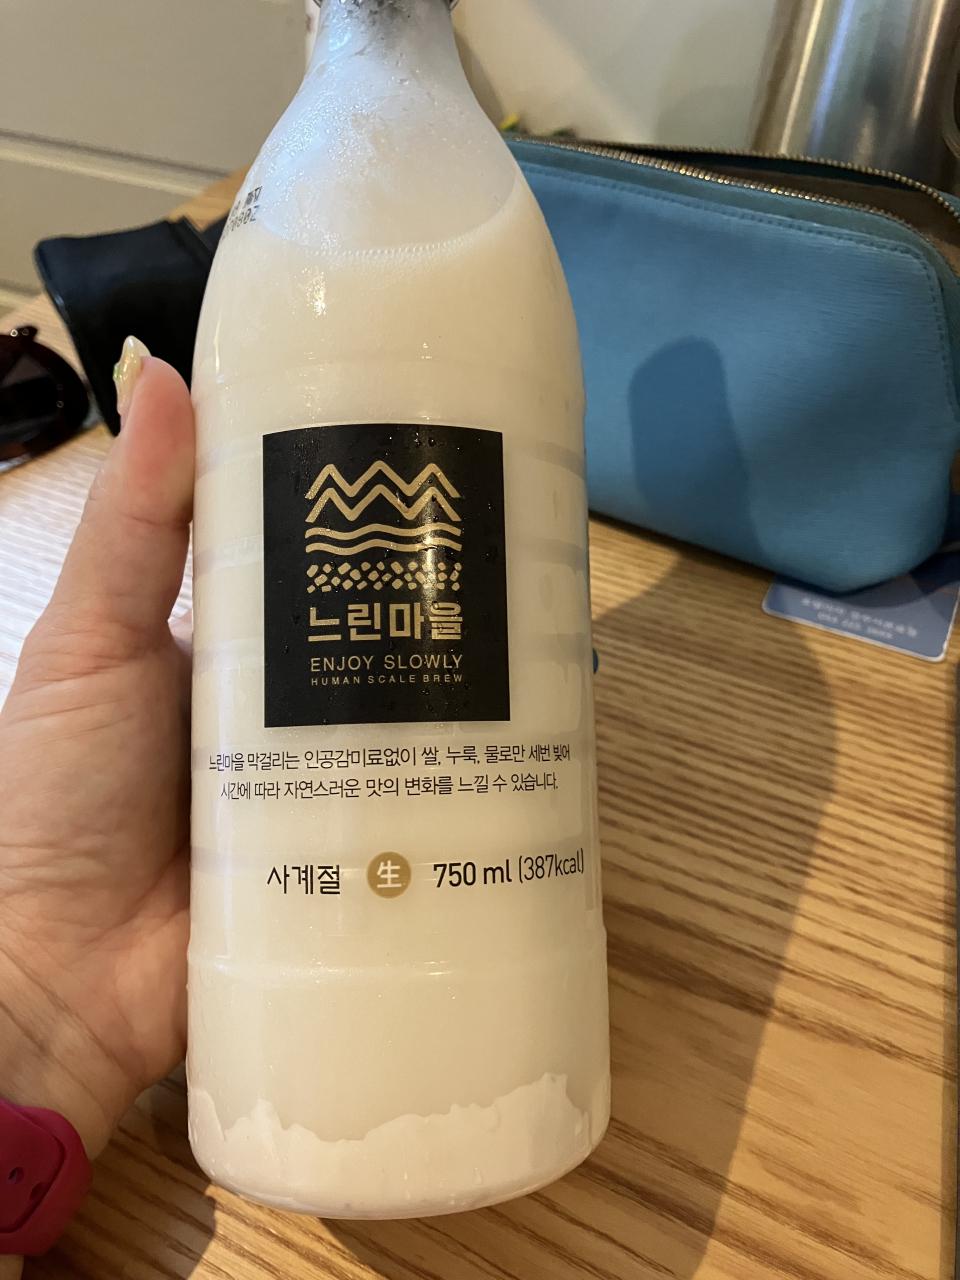 느린마을
ENJOY SLOWLY
HUMAN SCALE BREW
느린마을 막걸리는 인공감미료없이 쌀, 누룩, 물로만 세번 빚어
시간에 따라 자연스러운 맛의 변화를 느낄 수 있습니다.
사계절 生 750 ml (387kcal)